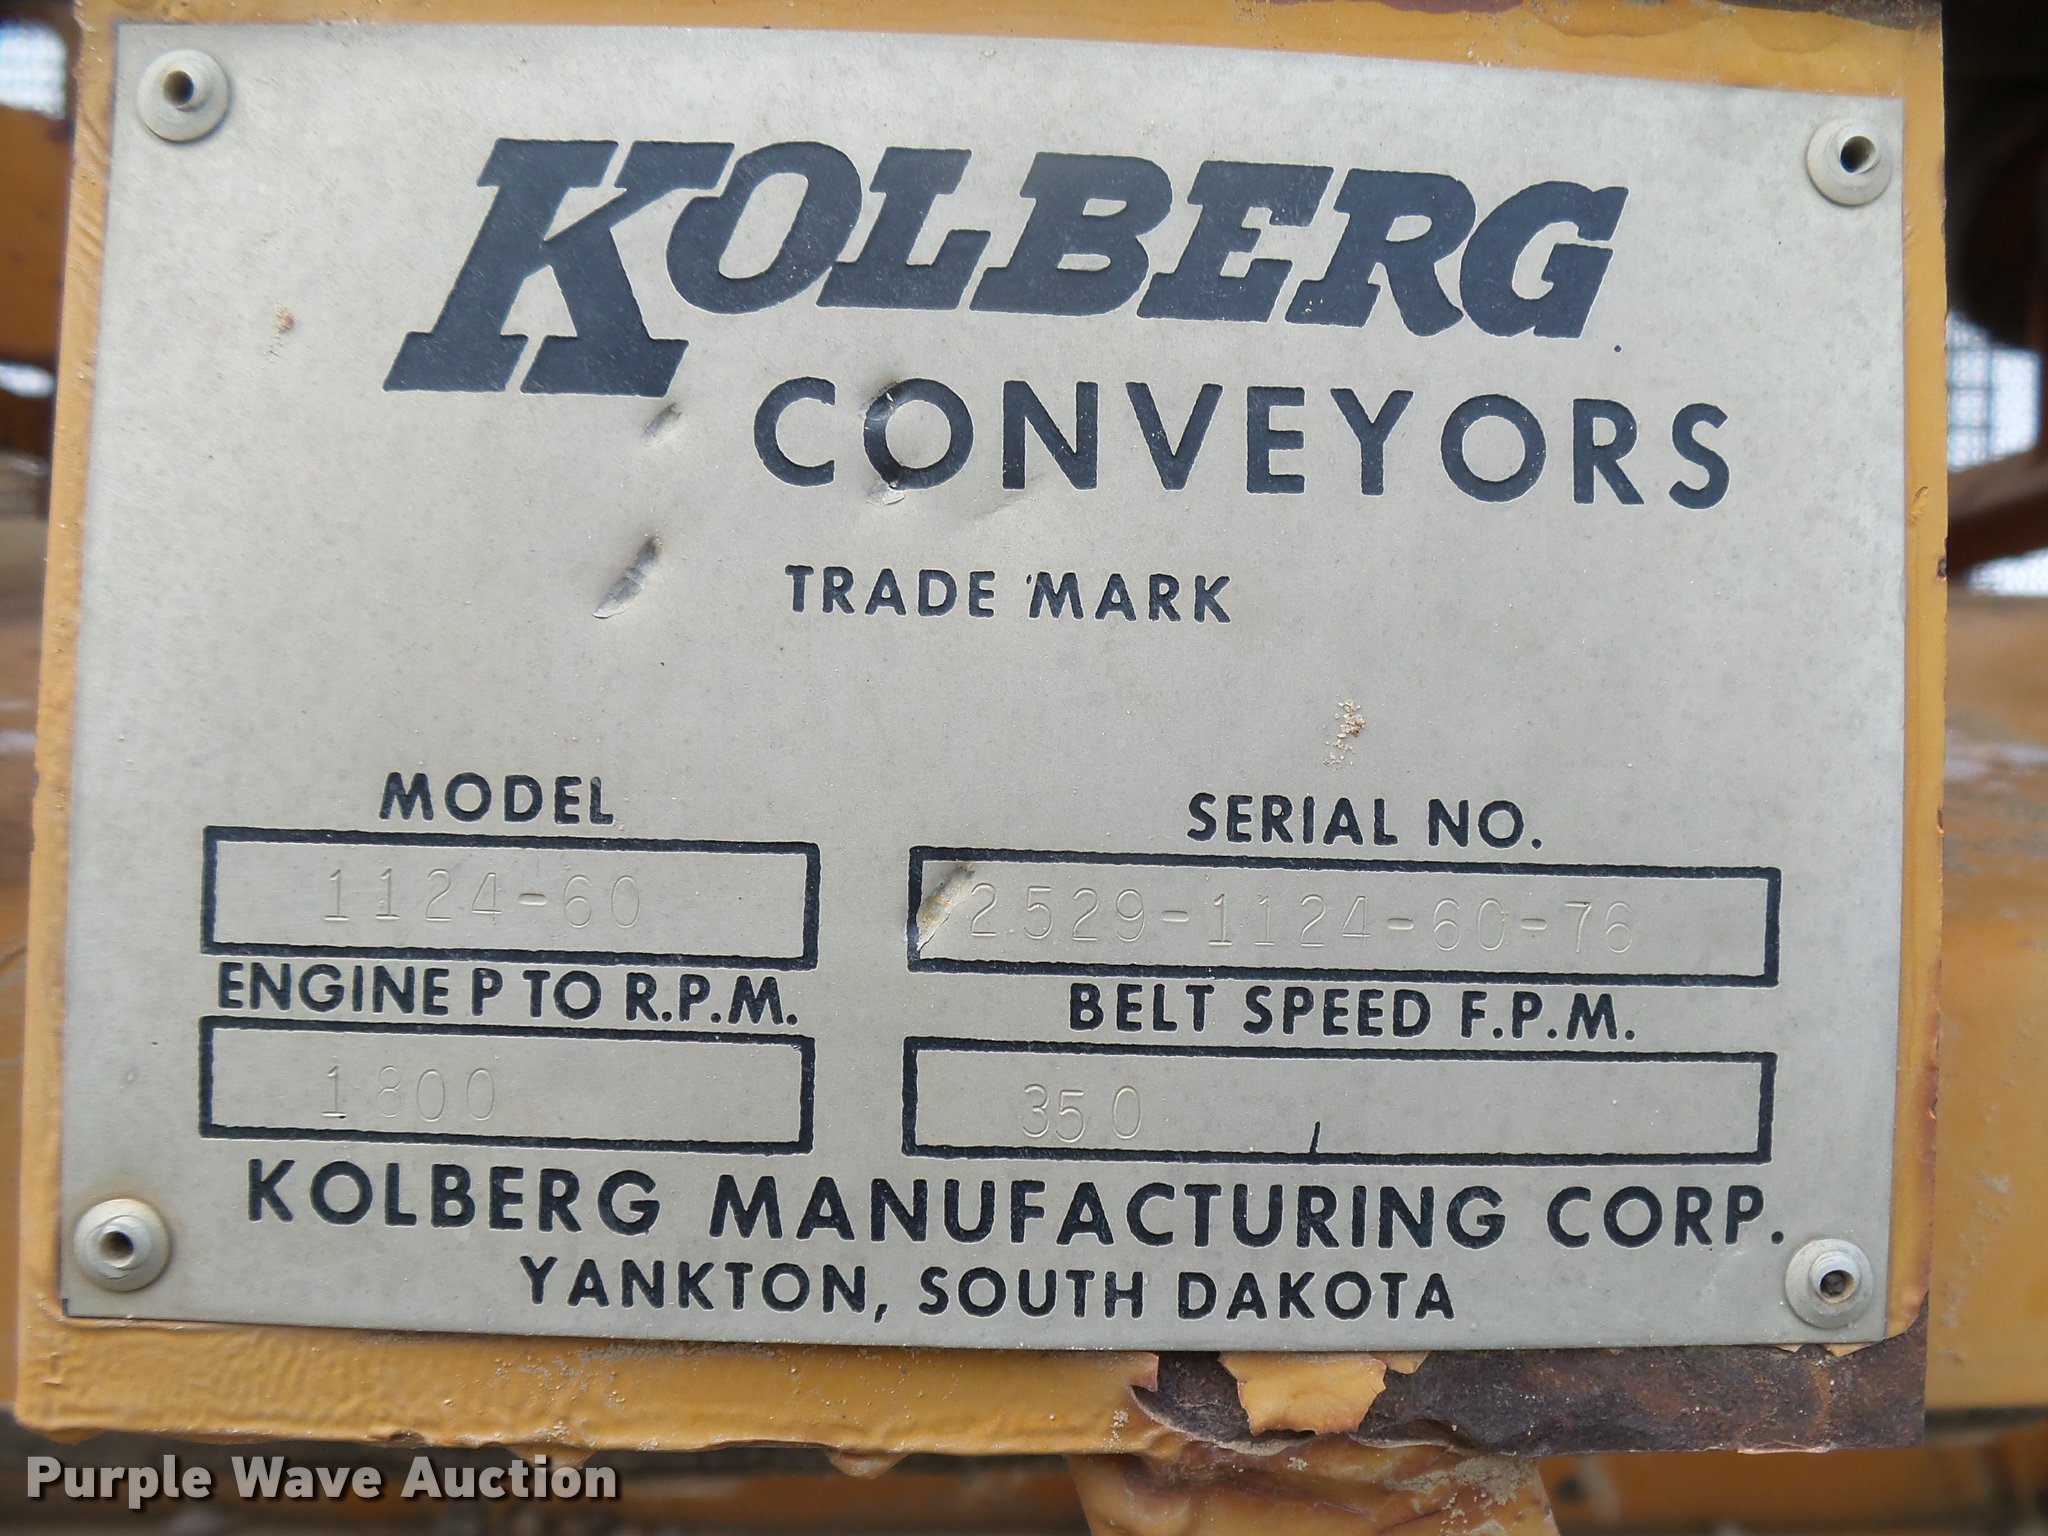 KOLBERG
CONVEYORS
TRADE MARK
MODEL
1124-60
SERIAL NO.
2529-1124-60-76
ENGINE P TO R.P.M.
1800
BELT SPEED F.P.M.
350
KOLBERG MANUFACTURING CORP.
YANKTON, SOUTH DAKOTA
Purple Wave Auction